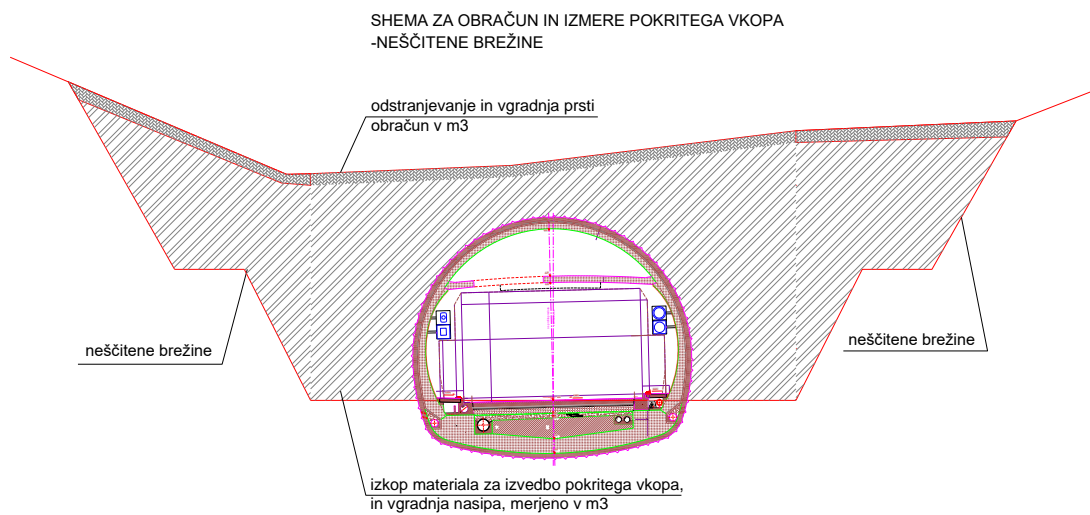 SHEMA ZA OBRAČUN IN IZMERE POKRITEGA VKOPA
-NEŠČITENE BREŽINE
odstranjevanje in vgradnja prsti
obračun v m3
neščitene brežine
neščitene brežine
izkop materiala za izvedbo pokritega vkopa,
in vgradnja nasipa, merjeno v m3